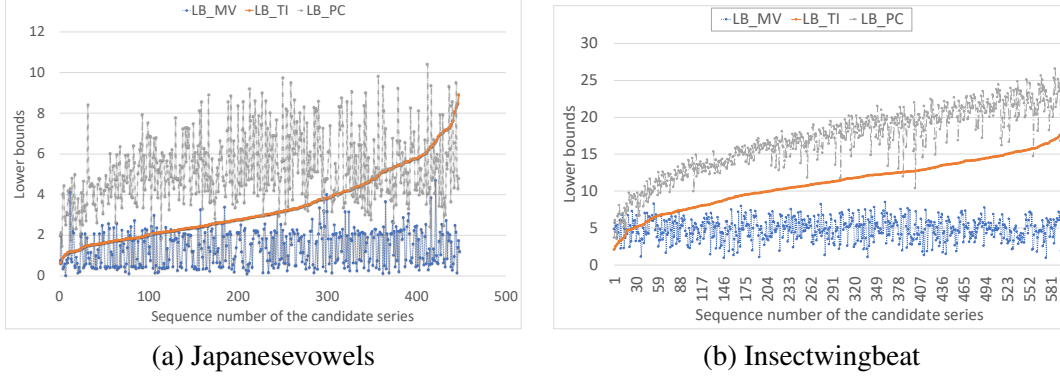 LB_MV LB_TI LB_PC
12
10
8
6
4
2
0
Lower bounds
0 100 200 300 400 500
Sequence number of the candidate series
(a) Japanesevowels
LB_MV LB_TI LB_PC
30
25
20
15
10
5
0
Lower bounds
1 30 59 88 117 146 175 204 233 262 291 320 349 378 407 436 465 494 523 552 581
Sequence number of the candidate series
(b) Insectwingbeat